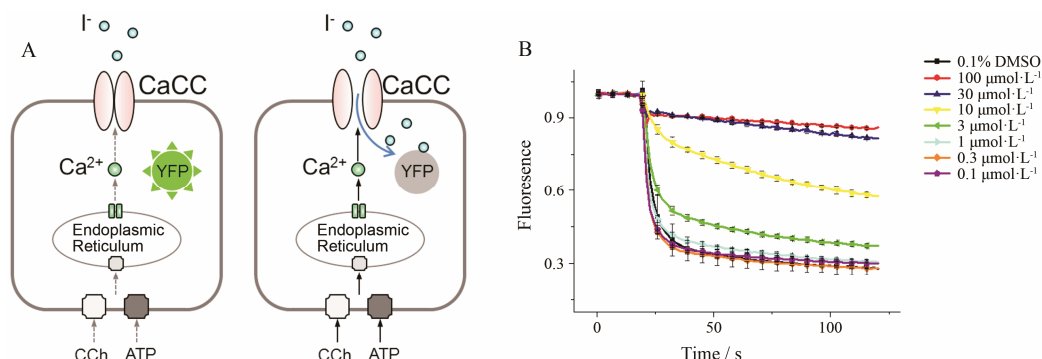 A
I-
CaCC
Ca2+
YFP
Endoplasmic
Reticulum
CCh ATP
I-
CaCC
Ca2+
YFP
Endoplasmic
Reticulum
CCh ATP
B
Fluoresence
0.9
0.6
0.3
0 50 100
Time / s
0.1% DMSO
100 μmol·L-1
30 μmol·L-1
10 μmol·L-1
3 μmol·L-1
1 μmol·L-1
0.3 μmol·L-1
0.1 μmol·L-1